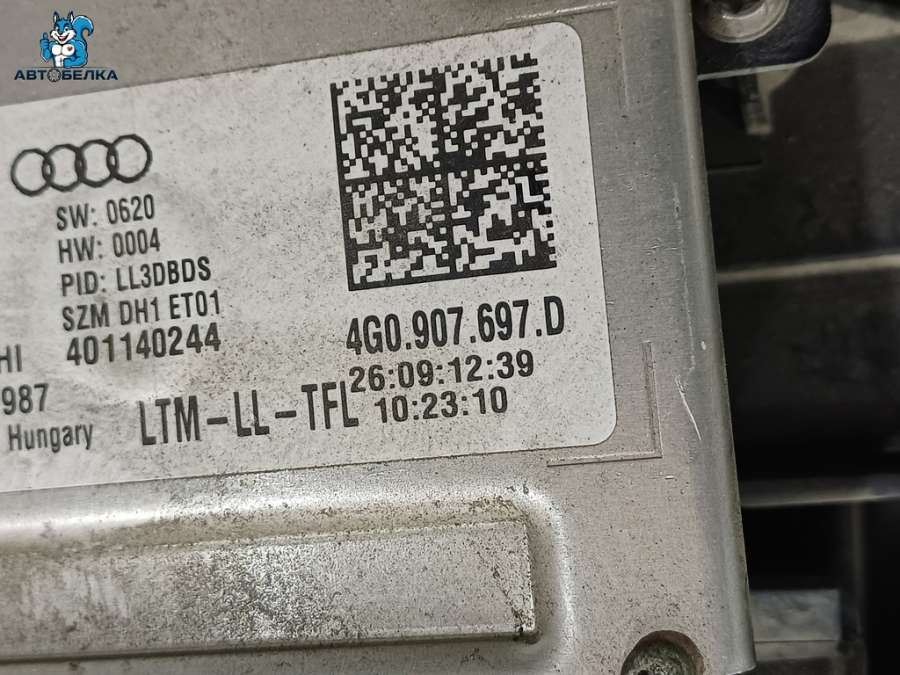 АВТОБЕЛКА
SW: 0620
HW: 0004
PID: LL3DBDS
SZM DH1 ET01
HI 401140244
987
Hungary
LTM-LL-TFL
4G0.907.697.D
26:09:12:39
10:23:10